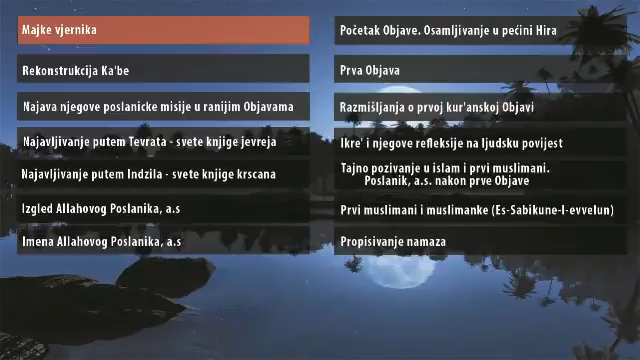 Majke vjernika
Rekonstrukcija Ka'be
Najava njegove poslanicke misije u ranijim Objavama
Najavljivanje putem Tevrata - svete knjige jevreja
Najavljivanje putem Indzila - svete knjige krscana
Izgled Allahovog Poslanika, a.s
Imena Allahovog Poslanika, a.s
Početak Objave. Osamljivanje u pećini Hira
Prva Objava
Razmišljanja o prvoj kur'anskoj Objavi
Ikre' i njegove refleksije na ljudsku povijest
Tajno pozivanje u islam i prvi muslimani.
Poslanik, a.s. nakon prve Objave
Prvi muslimani i muslimanke (Es-Sabikune-l-evvelun)
Propisivanje namaza